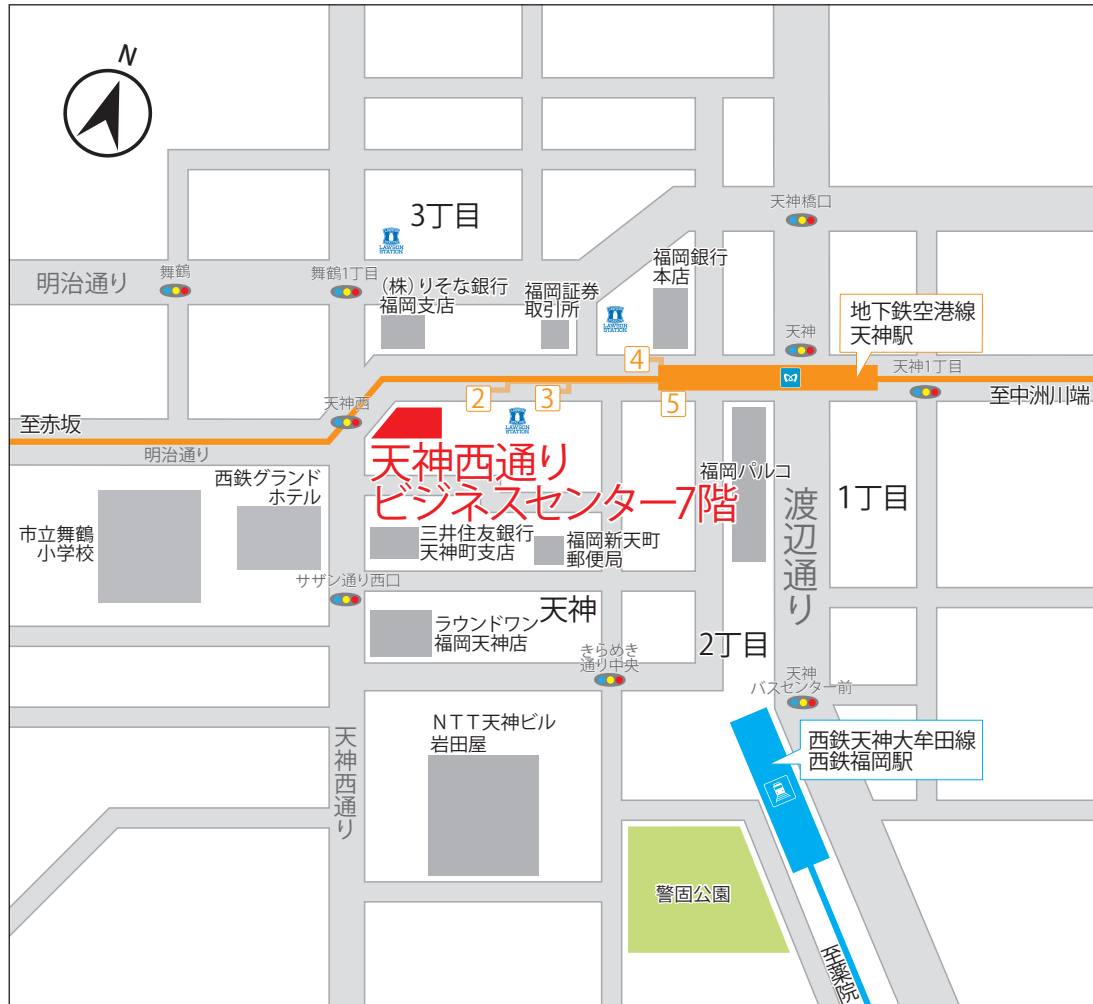 N
3丁目
天神橋口
LAWSON
STATION
明治通り
舞鶴
舞鶴1丁目
(株)りそな銀行
福岡支店
福岡証券
取引所
福岡銀行
本店
LAWSON
STATION
地下鉄空港線
天神駅
天神
天神1丁目
4
2
3
5
至中洲川端
至赤坂
天神西
LAWSON
STATION
明治通り
天神西通り
ビジネスセンター7階
福岡パルコ
渡辺通り
1丁目
西鉄グランド
ホテル
市立舞鶴
小学校
三井住友銀行
天神町支店
福岡新天町
郵便局
サザン通り西口
天神
ラウンドワン
福岡天神店
2丁目
きらめき
通り中央
天神
バスセンター前
NTT天神ビル
岩田屋
天神西通り
西鉄天神大牟田線
西鉄福岡駅
警固公園
至薬院